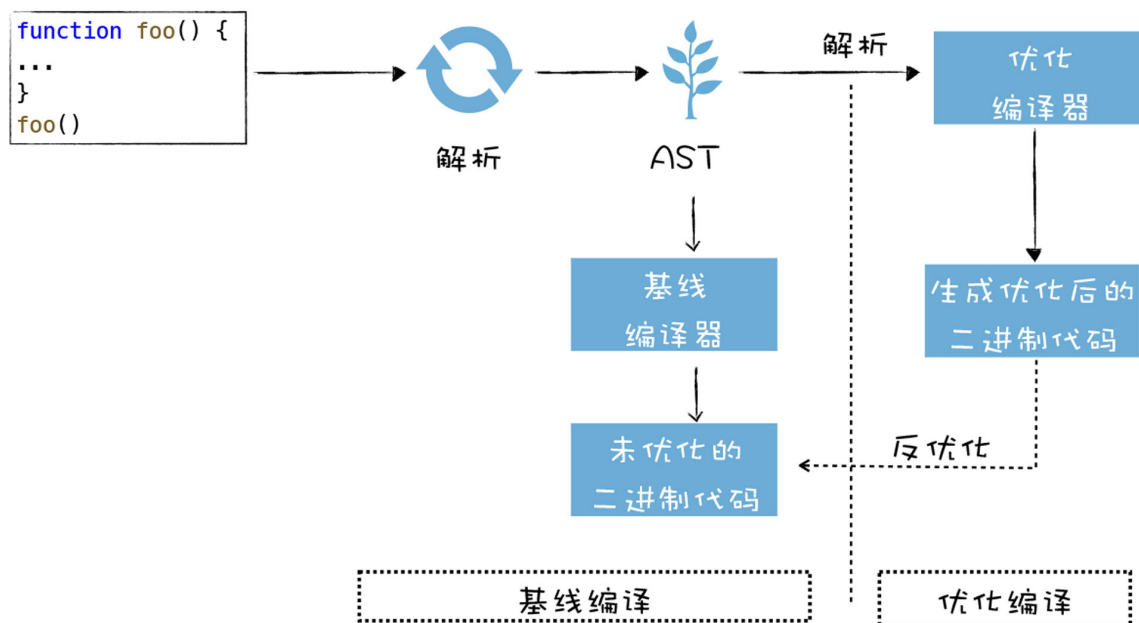 function foo() {
...
}
foo()
解析
AST
解析
优化
编译器
基线
编译器
生成优化后的
二进制代码
未优化的
二进制代码
反优化
基线编译
优化编译